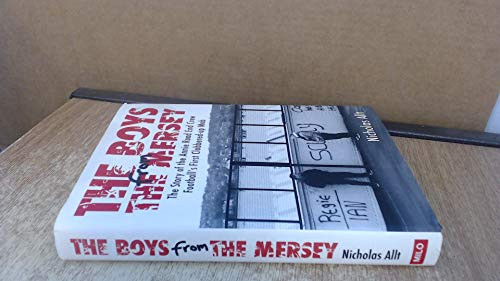 THE BOYS
from
THE MERSEY
The Story of the Annie Road End Crew
Football's First Clobbered-up Mob
IAN
Nicholas Allt
THE BOYS from THE MERSEY Nicholas Allt MILO